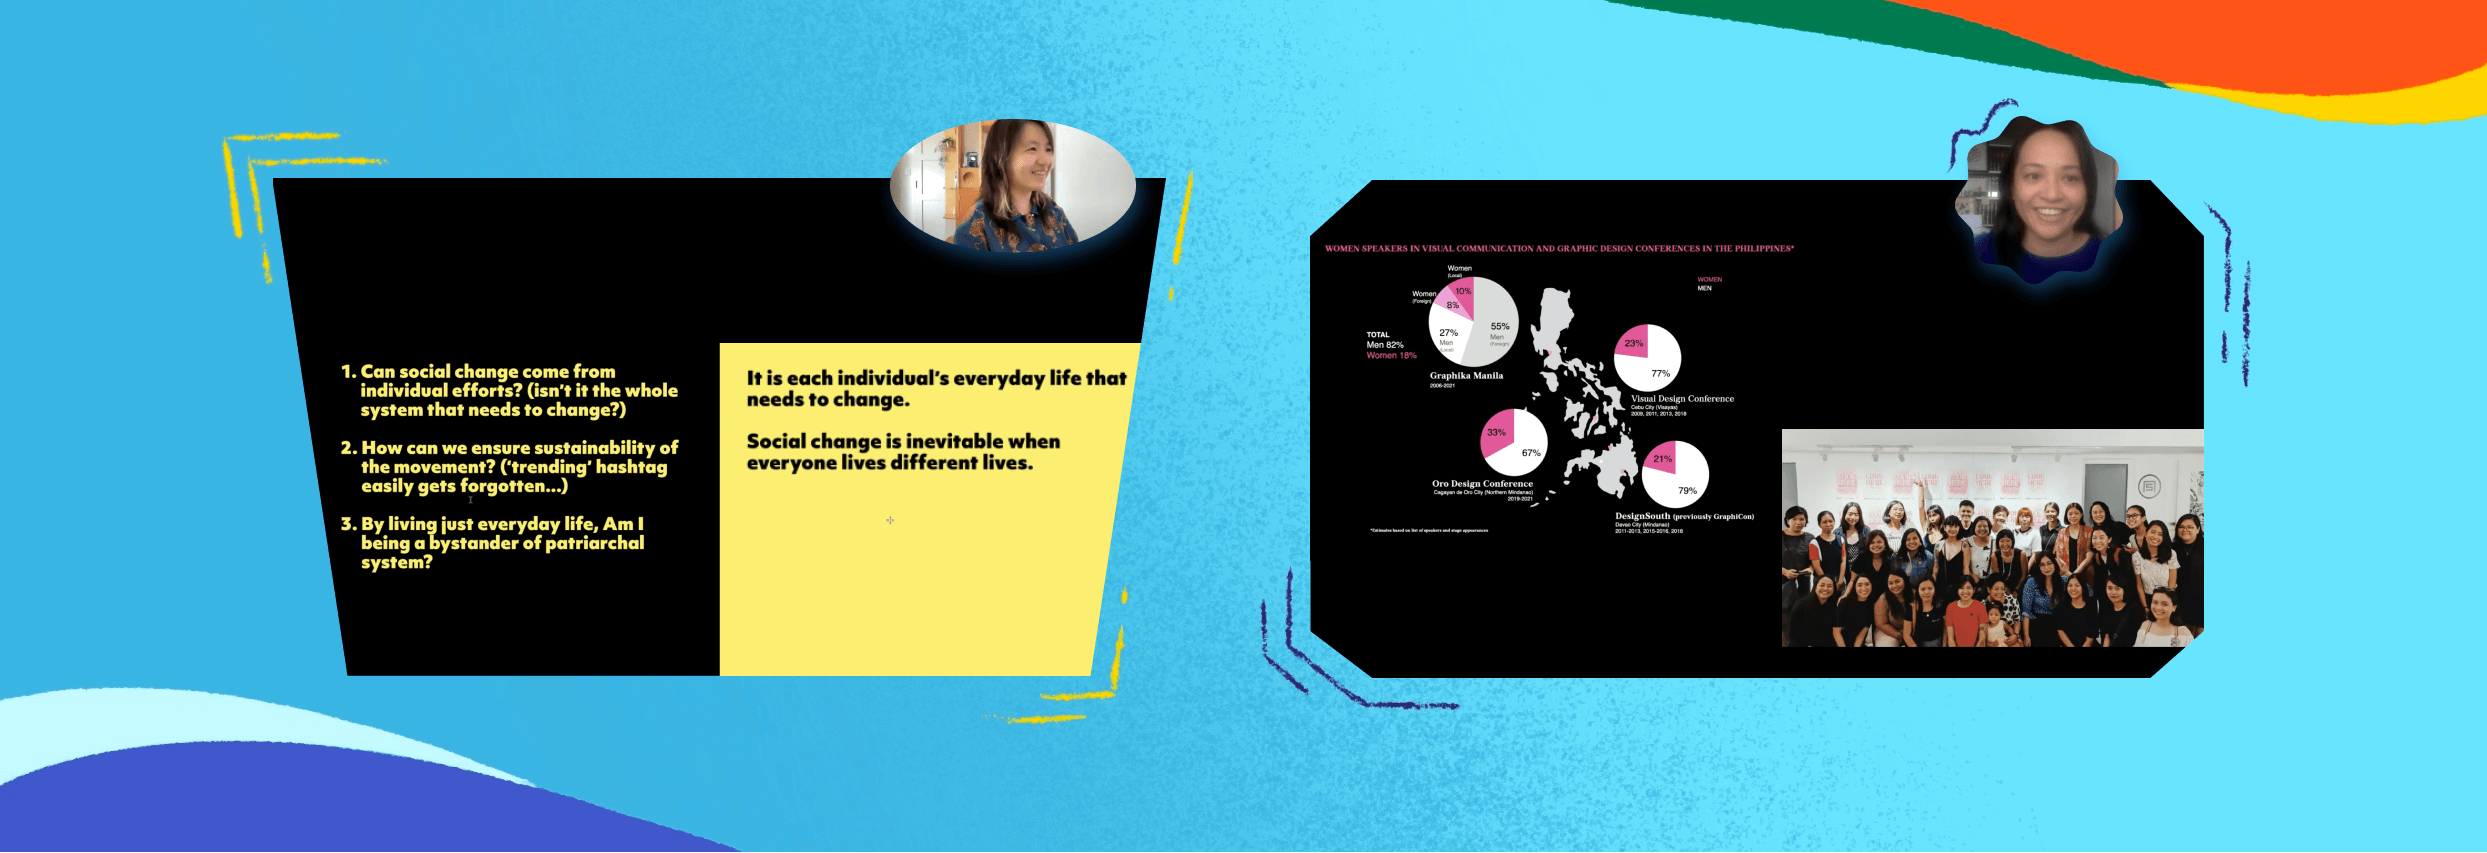 1. Can social change come from
individual efforts? (isn't it the whole
system that needs to change?)
2. How can we ensure sustainability of
the movement? ('trending' hashtag
easily gets forgotten...)
3. By living just everyday life, Am I
being a bystander of patriarchal
system?
It is each individual's everyday life that
needs to change.
Social change is inevitable when
everyone lives different lives.
WOMEN SPEAKERS IN VISUAL COMMUNICATION AND GRAPHIC DESIGN CONFERENCES IN THE PHILIPPINES*
WOMEN
MEN
TOTAL
Men 82%
Women 18%
Women
(Local)
10%
Women
(Foreign)
8%
27%
Men
(Local)
55%
Men
(Foreign)
Graphika Manila
2006-2021
23%
77%
Visual Design Conference
Cebu City (Visayas)
2009, 2011, 2013, 2018
33%
67%
Oro Design Conference
Cagayan de Oro City (Northern Mindanao)
2019-2021
21%
79%
DesignSouth (previously GraphiCon)
Davao City (Mindanao)
2011-2013, 2015-2016, 2018
*Estimates based on list of speakers and stage appearances